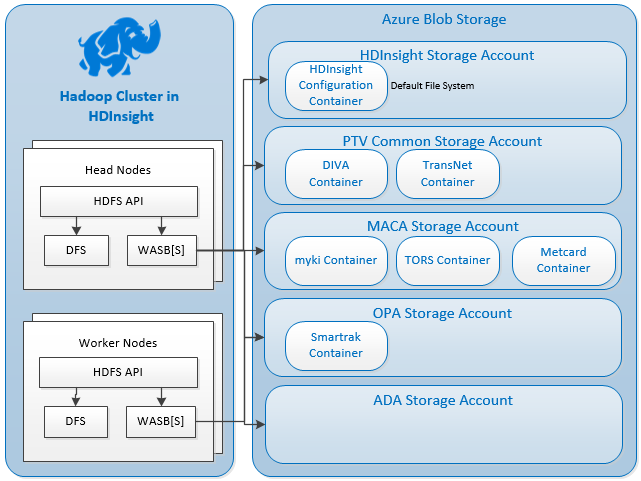 Hadoop Cluster in
HDInsight
Head Nodes
HDFS API
DFS
WASB[S]
Worker Nodes
HDFS API
DFS
WASB[S]
Azure Blob Storage
HDInsight Storage Account
HDInsight
Configuration
Container
Default File System
PTV Common Storage Account
DIVA
Container
TransNet
Container
MACA Storage Account
myki Container
TORS Container
Metcard
Container
OPA Storage Account
Smartrak
Container
ADA Storage Account